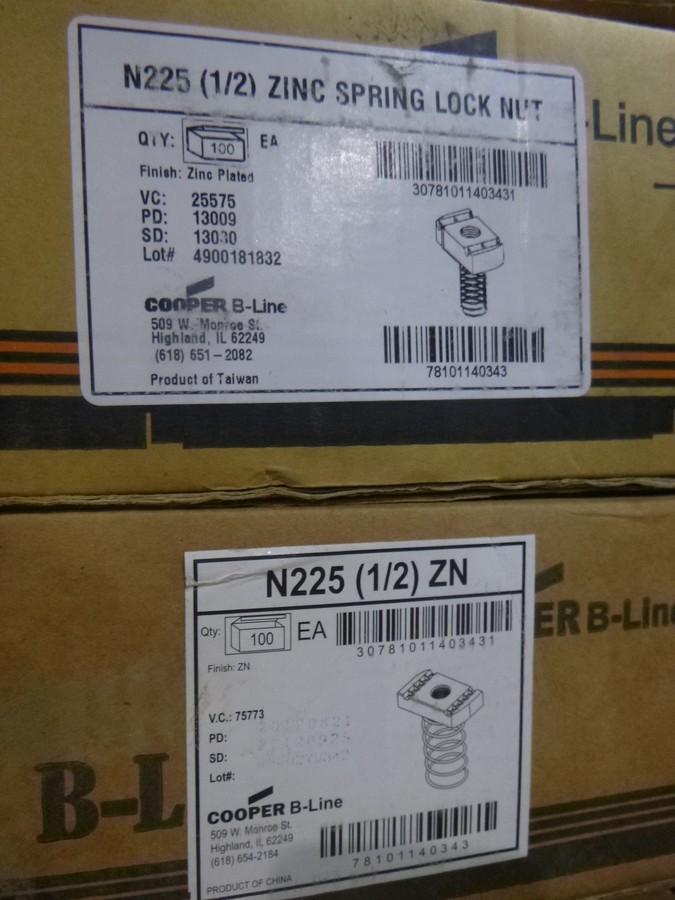 N225 (1/2) ZINC SPRING LOCK NUT
QTY: 100 EA
30781011403431
Finish: Zinc Plated
VC: 25575
PD: 13009
SD:
Lot# 4900181832
COOPER B-Line
509 W. Monroe St.
Highland, IL 62249
(618) 651-2082
78101140343
Product of Taiwan
-Line
N225 (1/2) ZN
Qty: 100 EA
30781011403431
Finish: ZN
V.C.: 75773
PD:
SD:
Lot#:
COOPER B-Line
509 W. Monroe St.
Highland, IL 62249
(618) 654-2184
78101140343
PRODUCT OF CHINA
ER B-Line
B-L